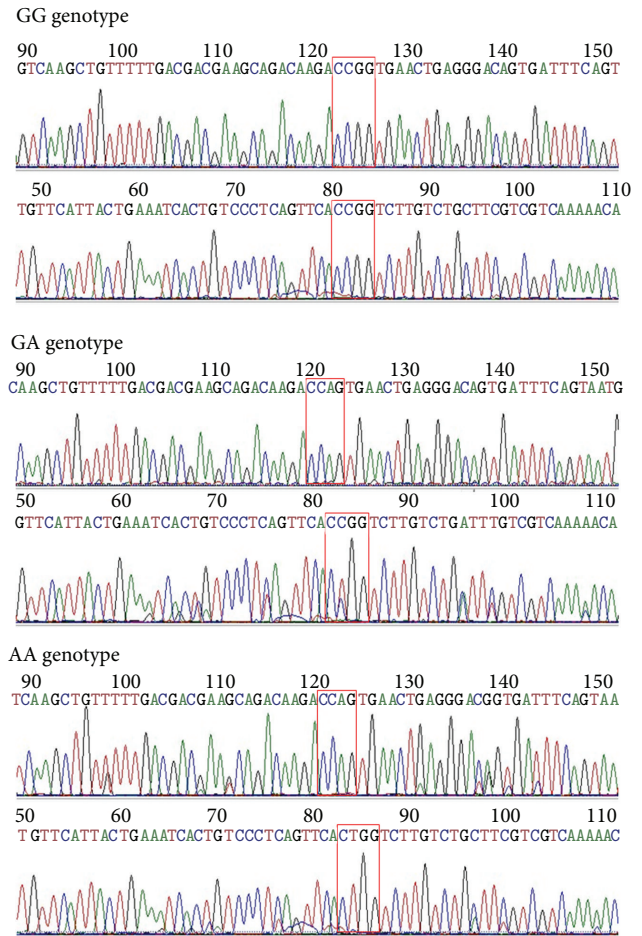 GG genotype
90 100 110 120 130 140 150
GTCAAGCTGTTTTTGACGACGAAGCAGACAAGACCGGTGAACTGAGGGACAGTGATTTCAGT
50 60 70 80 90 100 110
TGTTCATTACTGAAATCACTGTCCCTCAGTTCACCGGTCTTGTCTGCTTCGTCGTCAAAAACA
GA genotype
90 100 110 120 130 140 150
CAAGCTGTTTTTGACGACGAAGCAGACAAGACCAGTGAACTGAGGGACAGTGATTTCAGTAATG
50 60 70 80 90 100 110
GTTCATTACTGAAATCACTGTCCCTCAGTTCACCGGTCTTGTCTGATTTGTCGTCAAAAACA
AA genotype
90 100 110 120 130 140 150
TCAAGCTGTTTTTGACGACGAAGCAGACAAGACCAGTGAACTGAGGGACGGTGATTTCAGTAA
50 60 70 80 90 100 110
TGTTCATTACTGAAATCACTGTCCCTCAGTTCACTGGTCTTGTCTGCTTCGTCGTCAAAAAC